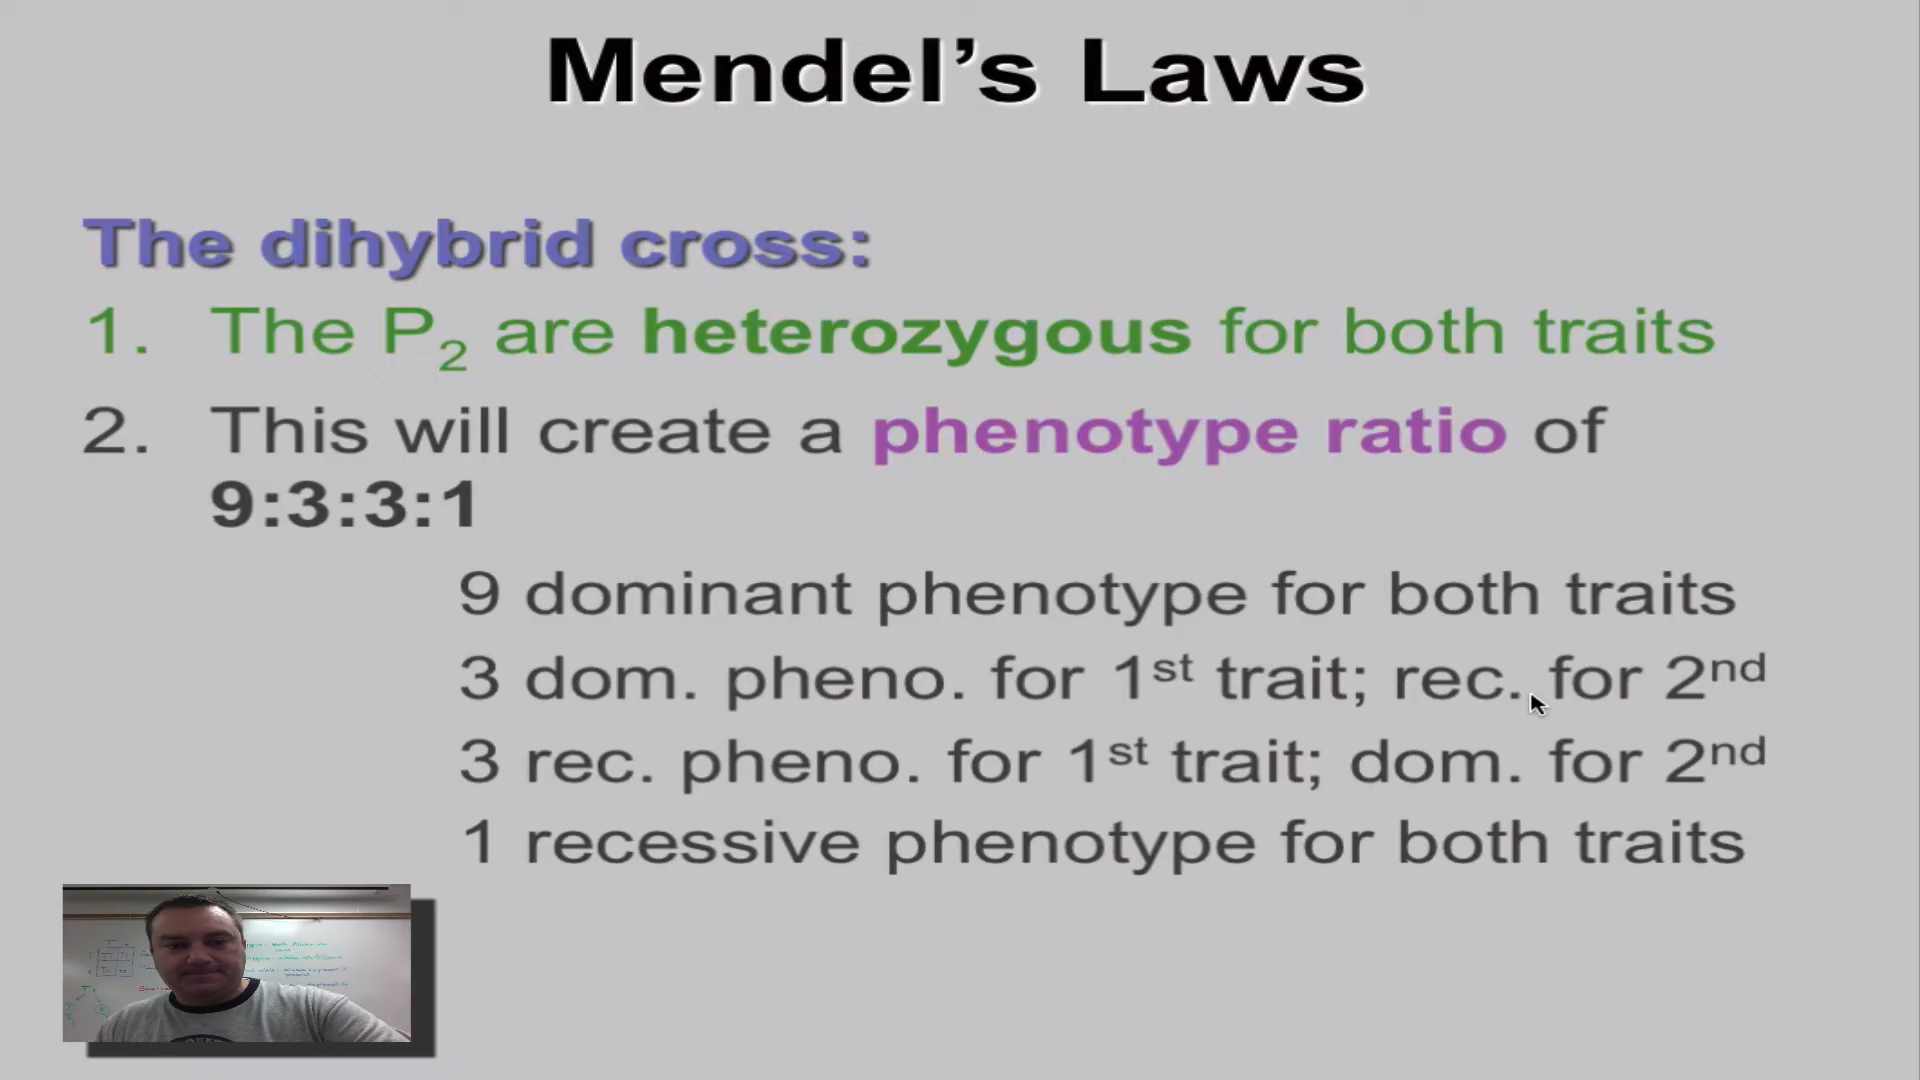 Mendel’s Laws
The dihybrid cross:
1. The P2 are heterozygous for both traits
2. This will create a phenotype ratio of
9:3:3:1
9 dominant phenotype for both traits
3 dom. pheno. for 1st trait; rec. for 2nd
3 rec. pheno. for 1st trait; dom. for 2nd
1 recessive phenotype for both traits